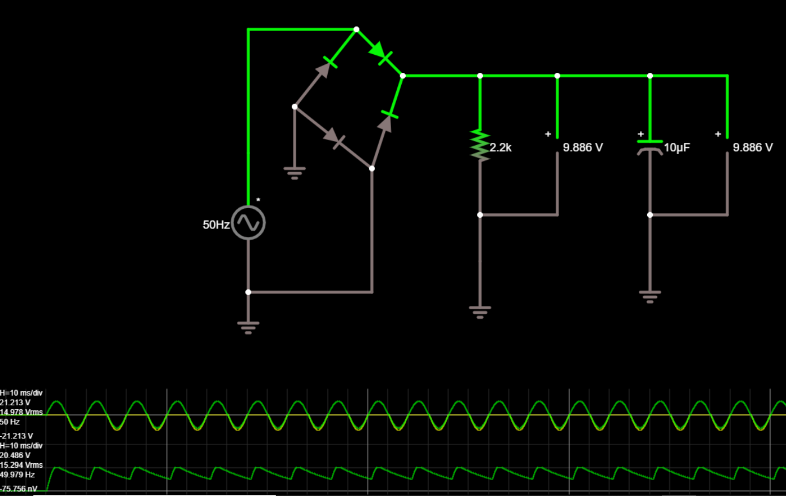 50Hz
2.2k
+
9.886 V
+
10µF
+
9.886 V
H=10 ms/div
21.213 V
14.978 Vrms
50 Hz
-21.213 V
H=10 ms/div
20.486 V
15.294 Vrms
49.979 Hz
-75.756 nV